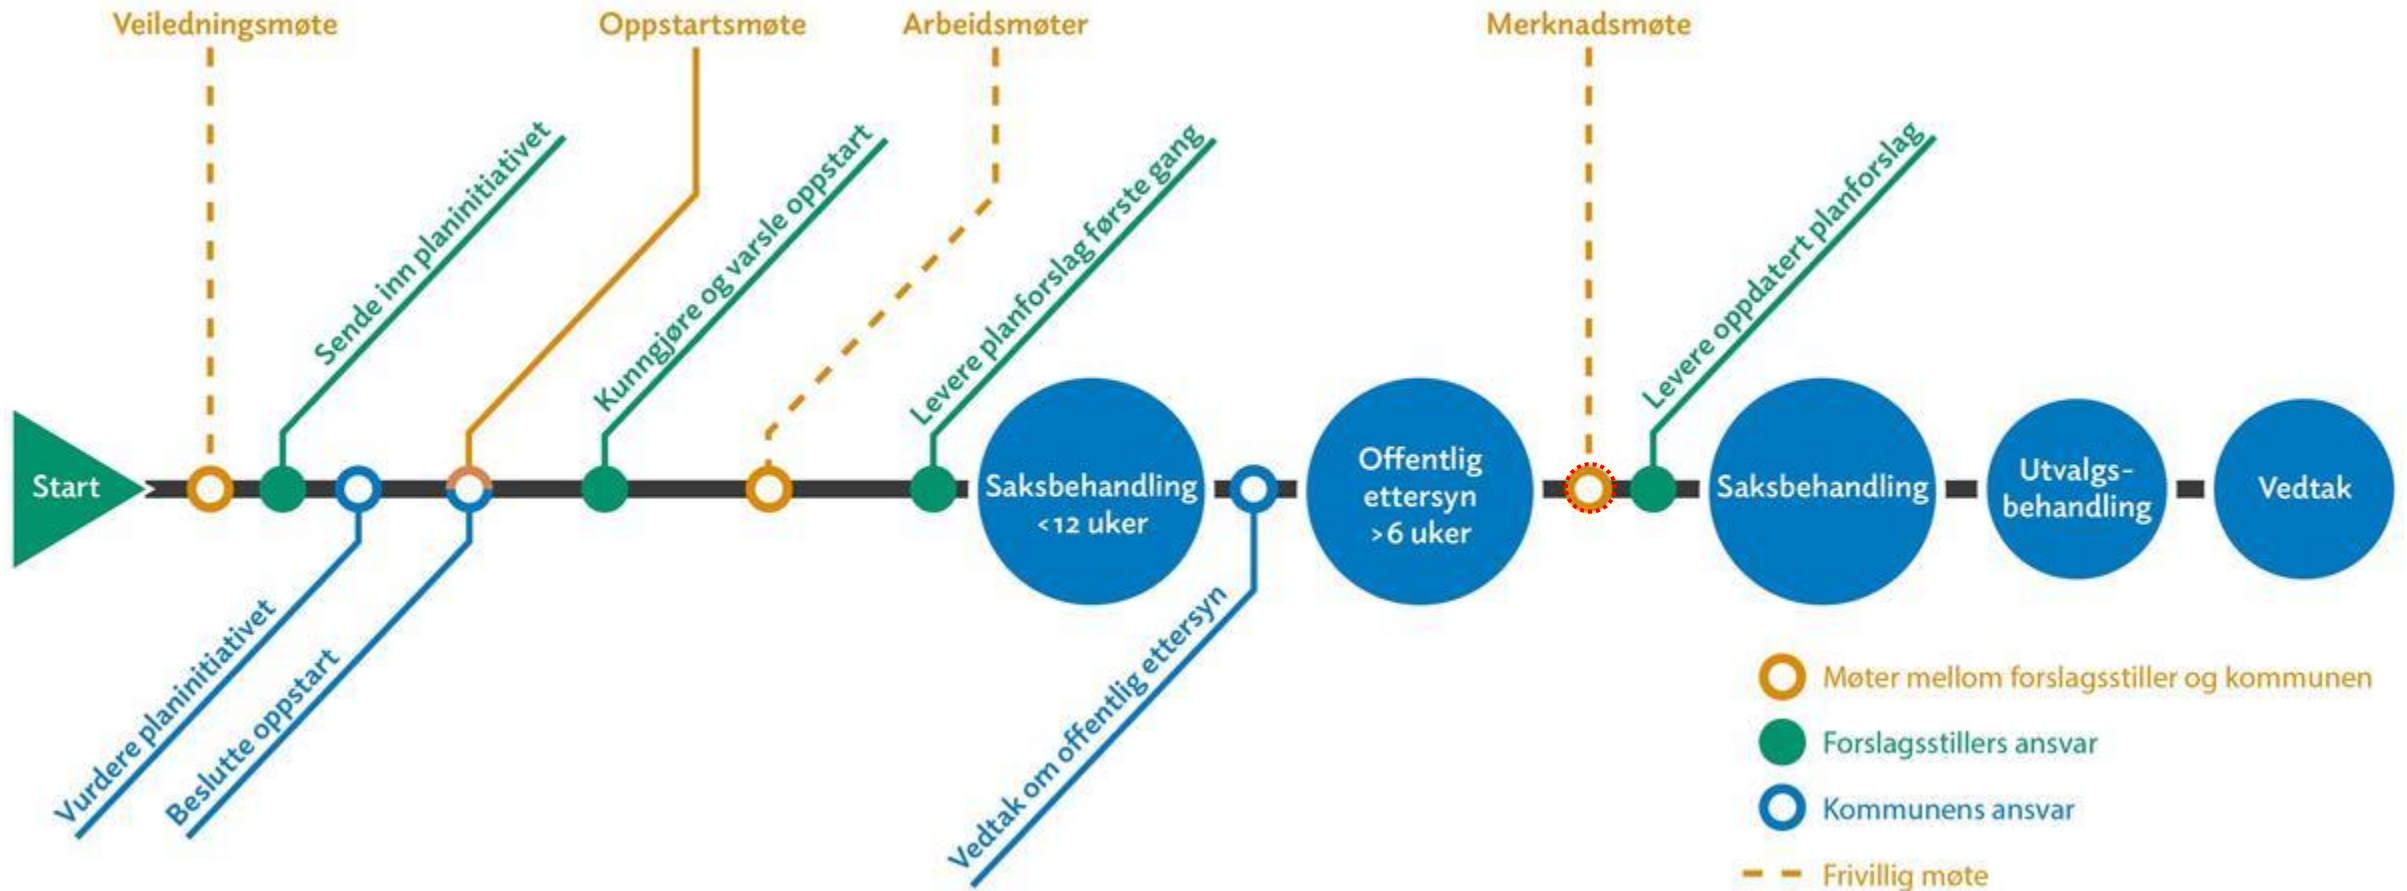 Veiledningsmøte
Oppstartsmøte
Arbeidsmøter
Merknadsmøte
Sende inn planinitiativet
Kunngjøre og varsle oppstart
Levere planforslag første gang
Levere oppdatert planforslag
Start
Saksbehandling
<12 uker
Offentlig
ettersyn
>6 uker
Saksbehandling
Utvalgs-
behandling
Vedtak
Vurdere planinitiativet
Beslutte oppstart
Vedtak om offentlig ettersyn
Møter mellom forslagsstiller og kommunen
Forslagsstillers ansvar
Kommunens ansvar
Frivillig møte